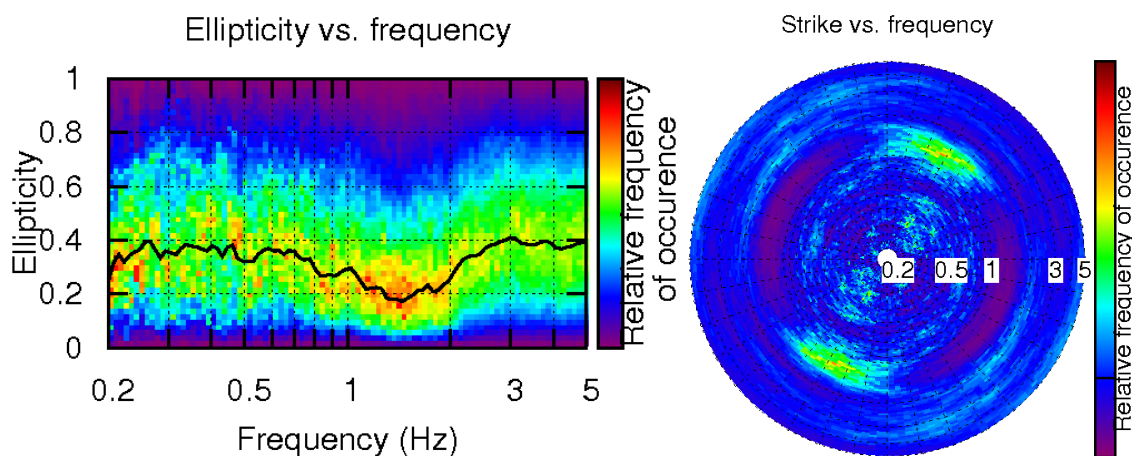 Ellipticity vs. frequency
1
0.8
0.6
0.4
0.2
0
Ellipticity
0.2
0.5
1
3
5
Frequency (Hz)
Relative frequency
of occurence
Strike vs. frequency
0.2
0.5
1
3
5
Relative frequency of occurence